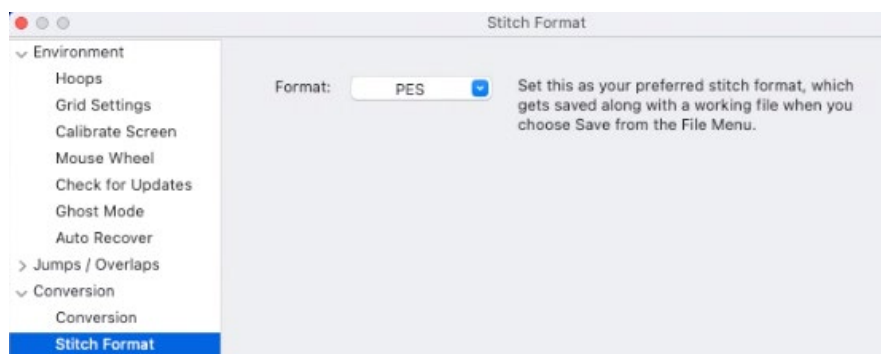 Stitch Format
Environment
Hoops
Grid Settings
Calibrate Screen
Mouse Wheel
Check for Updates
Ghost Mode
Auto Recover
Jumps / Overlaps
Conversion
Conversion
Stitch Format
Format:
PES
Set this as your preferred stitch format, which
gets saved along with a working file when you
choose Save from the File Menu.